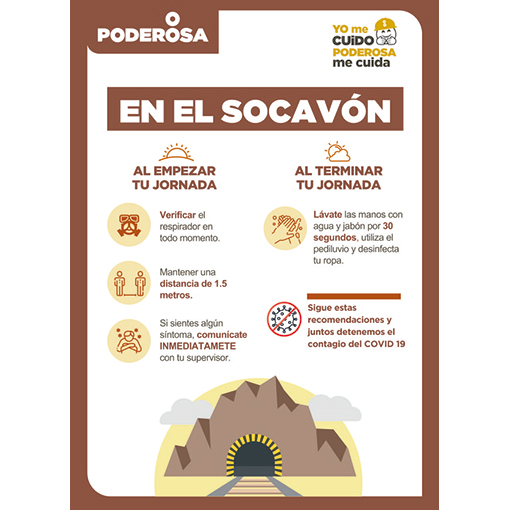 PODEROSA
YO me
CUiDO
PODEROSA
me cuida
EN EL SOCAVÓN
AL EMPEZAR
TU JORNADA
Verificar el
respirador en
todo momento.
Mantener una
distancia de 1.5
metros.
Si sientes algún
síntoma, comunicate
INMEDIATAMETE
con tu supervisor.
AL TERMINAR
TU JORNADA
Lávate las manos con
agua y jabón por 30
segundos, utiliza el
pediluvio y desinfecta
tu ropa.
Sigue estas
recomendaciones y
juntos detenemos el
contagio del COVID 19